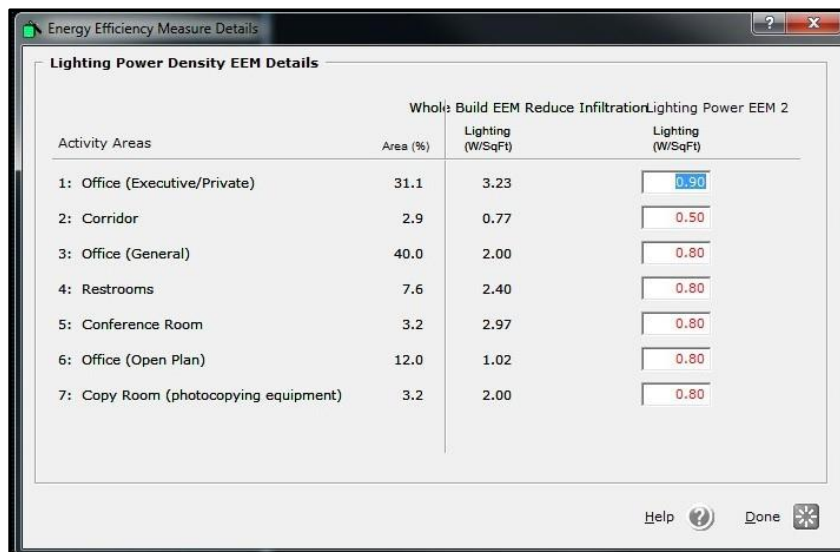 Energy Efficiency Measure Details
Lighting Power Density EEM Details
Whole Build EEM Reduce Infiltration Lighting Power EEM 2
Activity Areas Area (%) Lighting (W/SqFt) Lighting (W/SqFt)
1: Office (Executive/Private) 31.1 3.23 0.90
2: Corridor 2.9 0.77 0.50
3: Office (General) 40.0 2.00 0.80
4: Restrooms 7.6 2.40 0.80
5: Conference Room 3.2 2.97 0.80
6: Office (Open Plan) 12.0 1.02 0.80
7: Copy Room (photocopying equipment) 3.2 2.00 0.80
Help ? Done